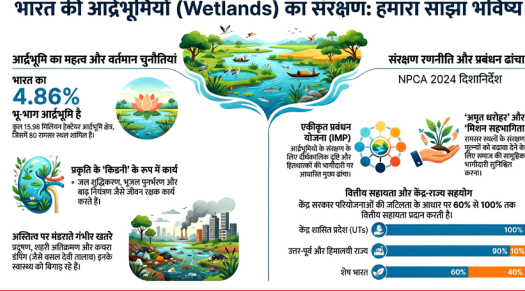 भारत की आर्द्रभूमियों (Wetlands) का संरक्षण: हमारा साझा भविष्य
आर्द्रभूमि का महत्व और वर्तमान चुनौतियां
भारत का
4.86%
भू-भाग आर्द्रभूमि है
कुल 15.98 मिलियन हेक्टेयर आर्द्रभूमि क्षेत्र,
जिसमें 80 रामसर स्थल शामिल हैं।
प्रकृति के 'किडनी' के रूप में कार्य
• जल शुद्धिकरण, भूजल पुनर्भरण और
बाढ़ नियंत्रण जैसे जीवन रक्षक कार्य
करते हैं।
अस्तित्व पर मंडराते गंभीर खतरे
प्रदूषण, शहरी अतिक्रमण और कचरा
डंपिंग (जैसे वसल देवी तालाब) इनके
स्वास्थ्य को बिगाड़ रहे हैं।
संरक्षण रणनीति और प्रबंधन ढांचा
NPCA 2024 दिशानिर्देश
एकीकृत प्रबंधन
योजना (IMP)
आर्द्रभूमियों के संरक्षण के
लिए दीर्घकालिक दृष्टि और
हितधारकों की भागीदारी पर
आधारित मुख्य ढांचा।
'अमृत धरोहर' और
'मिशन सहभागिता'
रामसर स्थलों के संरक्षण
मूल्यों को बढ़ावा देने के
लिए समाज की सामूहिक
भागीदारी सुनिश्चित
करना।
वित्तीय सहायता और केंद्र-राज्य सहयोग
केंद्र सरकार परियोजनाओं की जटिलता के आधार पर 60% से 100% तक
वित्तीय सहायता प्रदान करती है।
केंद्र शासित प्रदेश (UTs) 100%
उत्तर-पूर्व और हिमालयी राज्य 90% 10%
शेष भारत 60% 40%